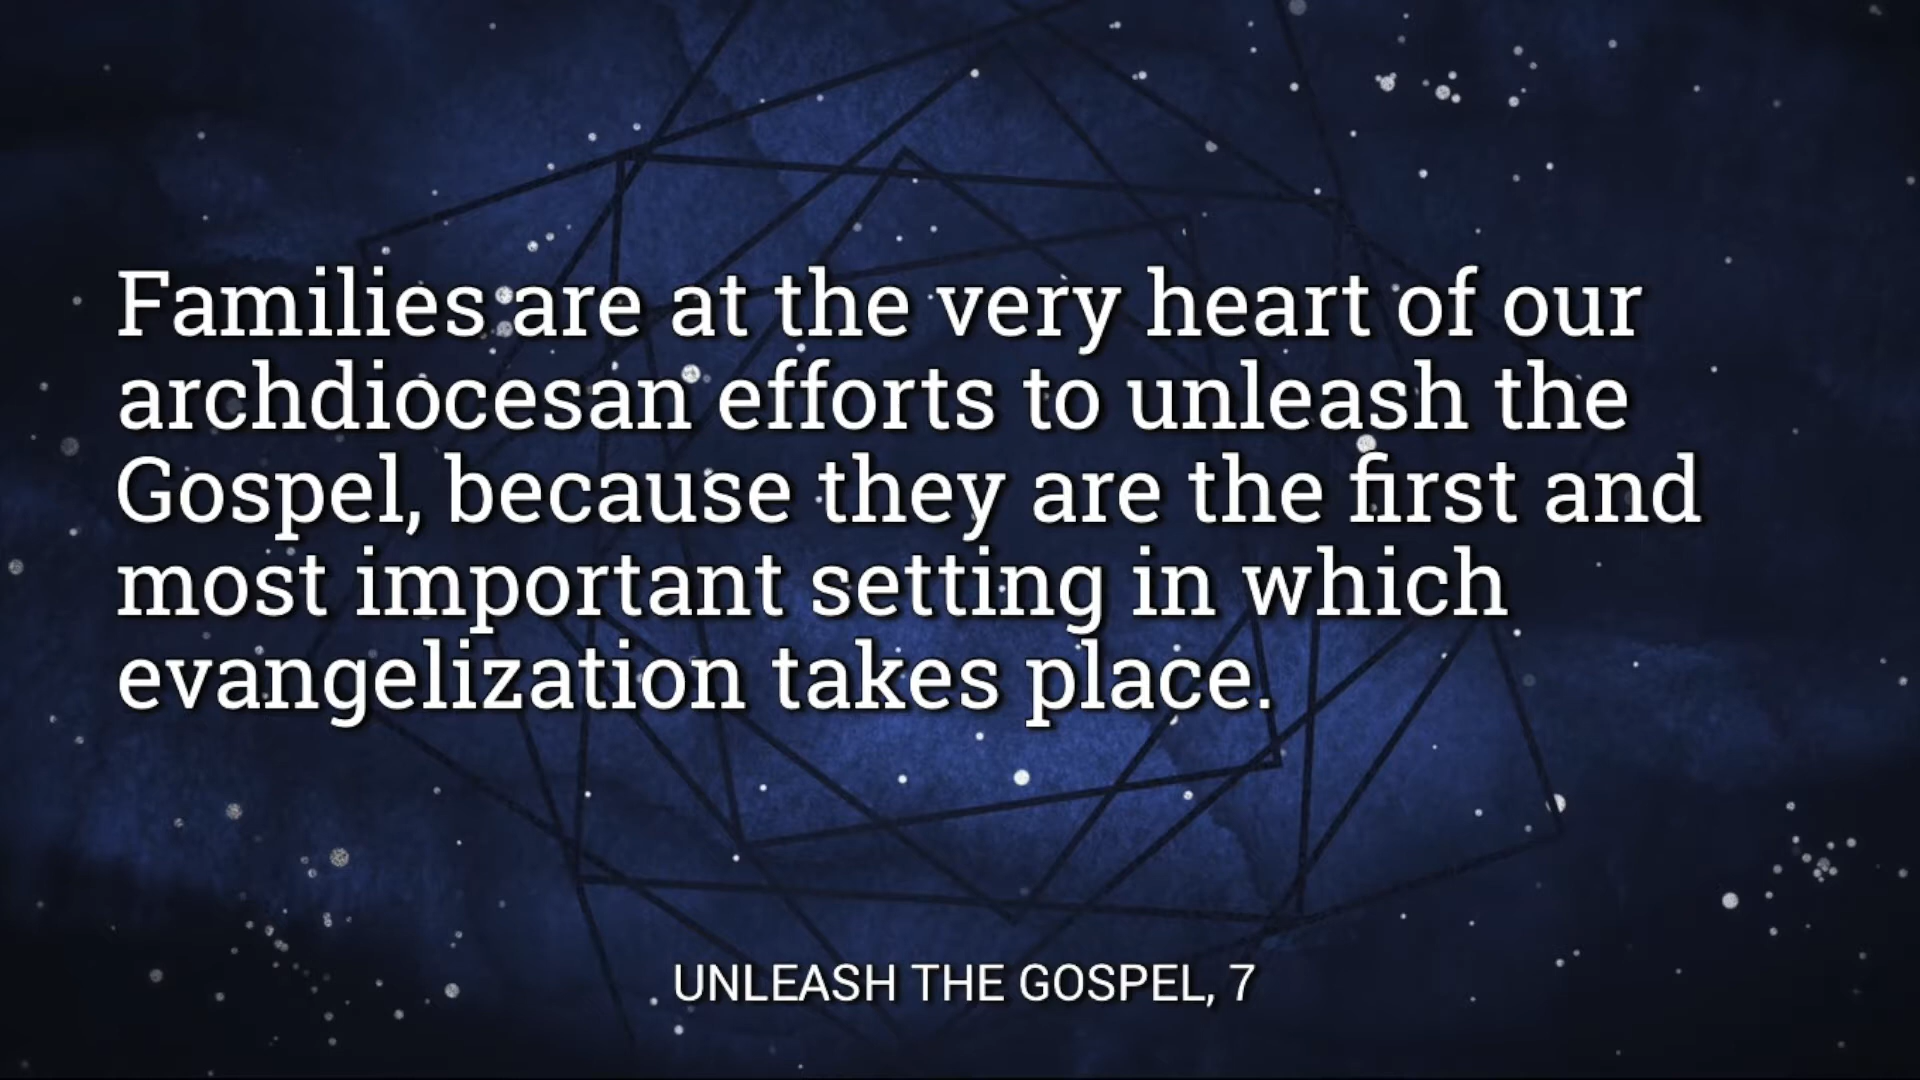 Families are at the very heart of our
archdiocesan efforts to unleash the
Gospel, because they are the first and
most important setting in which
evangelization takes place.
UNLEASH THE GOSPEL, 7